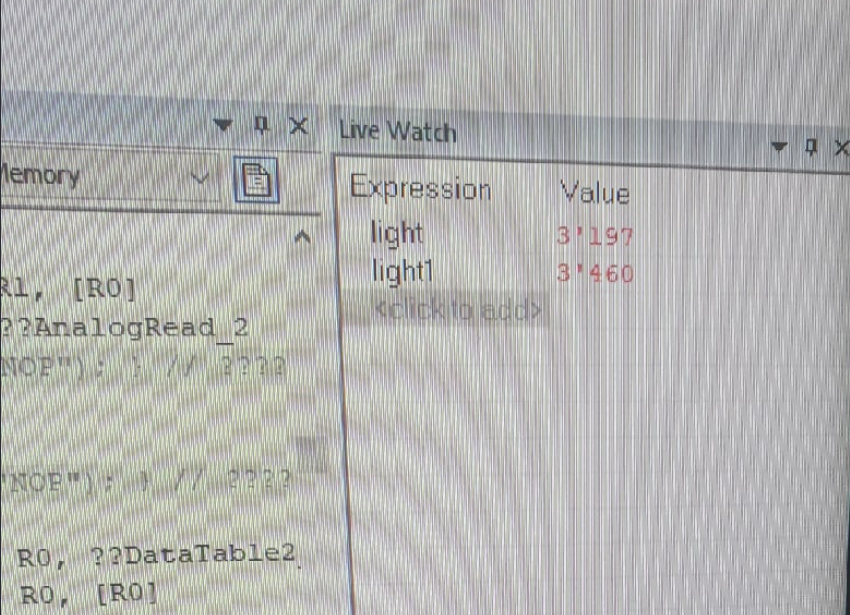 Live Watch
Memory
Expression Value
light 3'197
light1 3'460
<click to add>
R1, [R0]
??AnalogRead_2
NOP"); } // ????
"NOP"); } // ????
R0, ??DataTable2
R0, [R0]